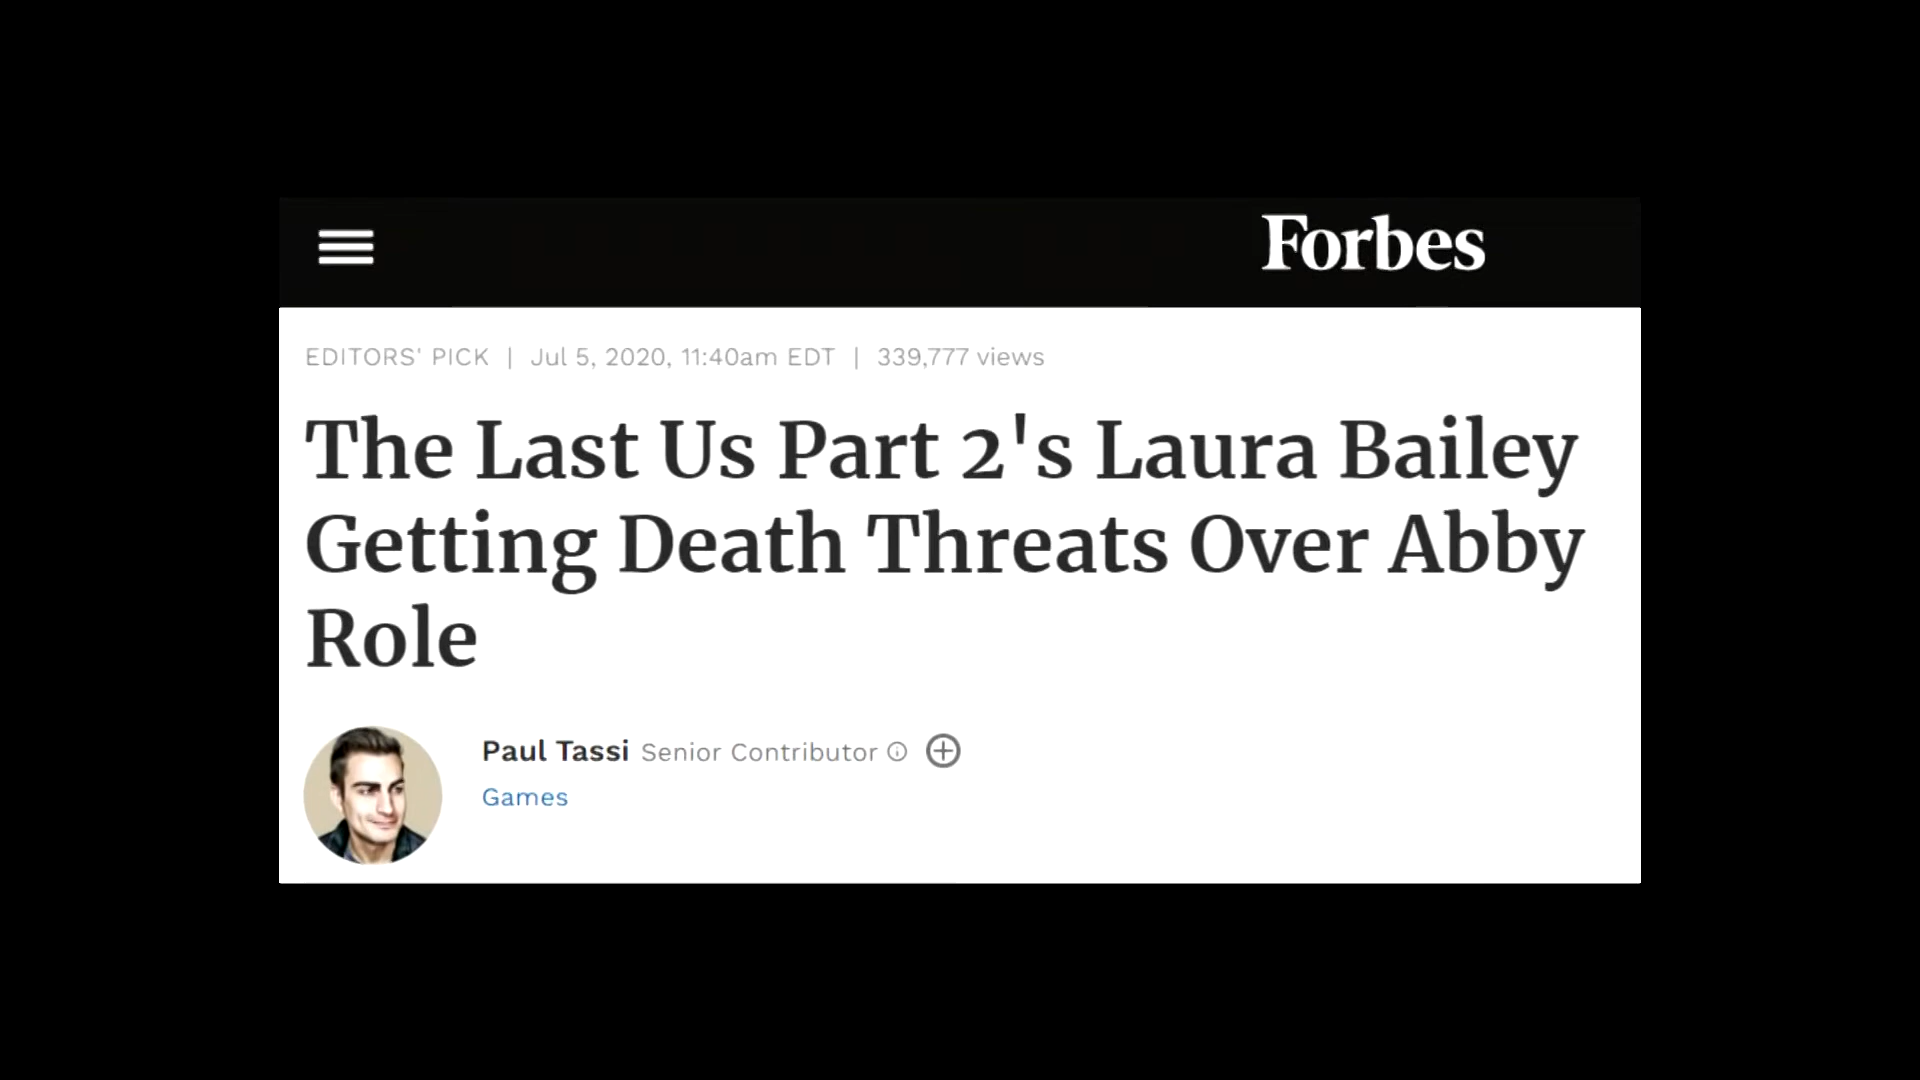 Forbes
EDITORS' PICK | Jul 5, 2020, 11:40am EDT | 339,777 views
The Last Us Part 2's Laura Bailey
Getting Death Threats Over Abby
Role
Paul Tassi Senior Contributor
Games